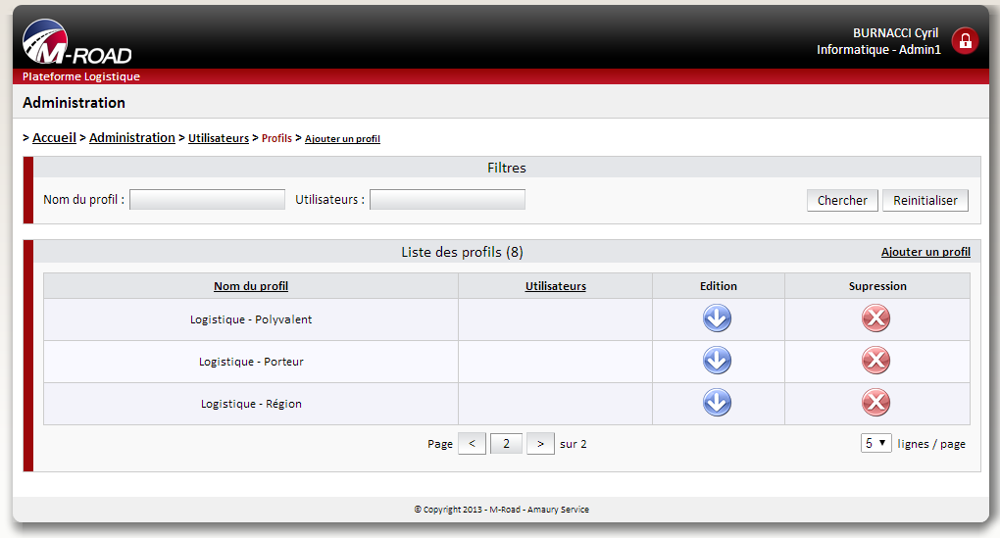 M-ROAD
BURNACCI Cyril
Informatique - Admin1
Plateforme Logistique
Administration
> Accueil > Administration > Utilisateurs > Profils > Ajouter un profil
Filtres
Nom du profil : Utilisateurs : Chercher Reinitialiser
Liste des profils (8) Ajouter un profil
Nom du profil Utilisateurs Edition Supression
Logistique - Polyvalent
Logistique - Porteur
Logistique - Région
Page < 2 > sur 2 5 lignes / page
© Copyright 2013 - M-Road - Amaury Service